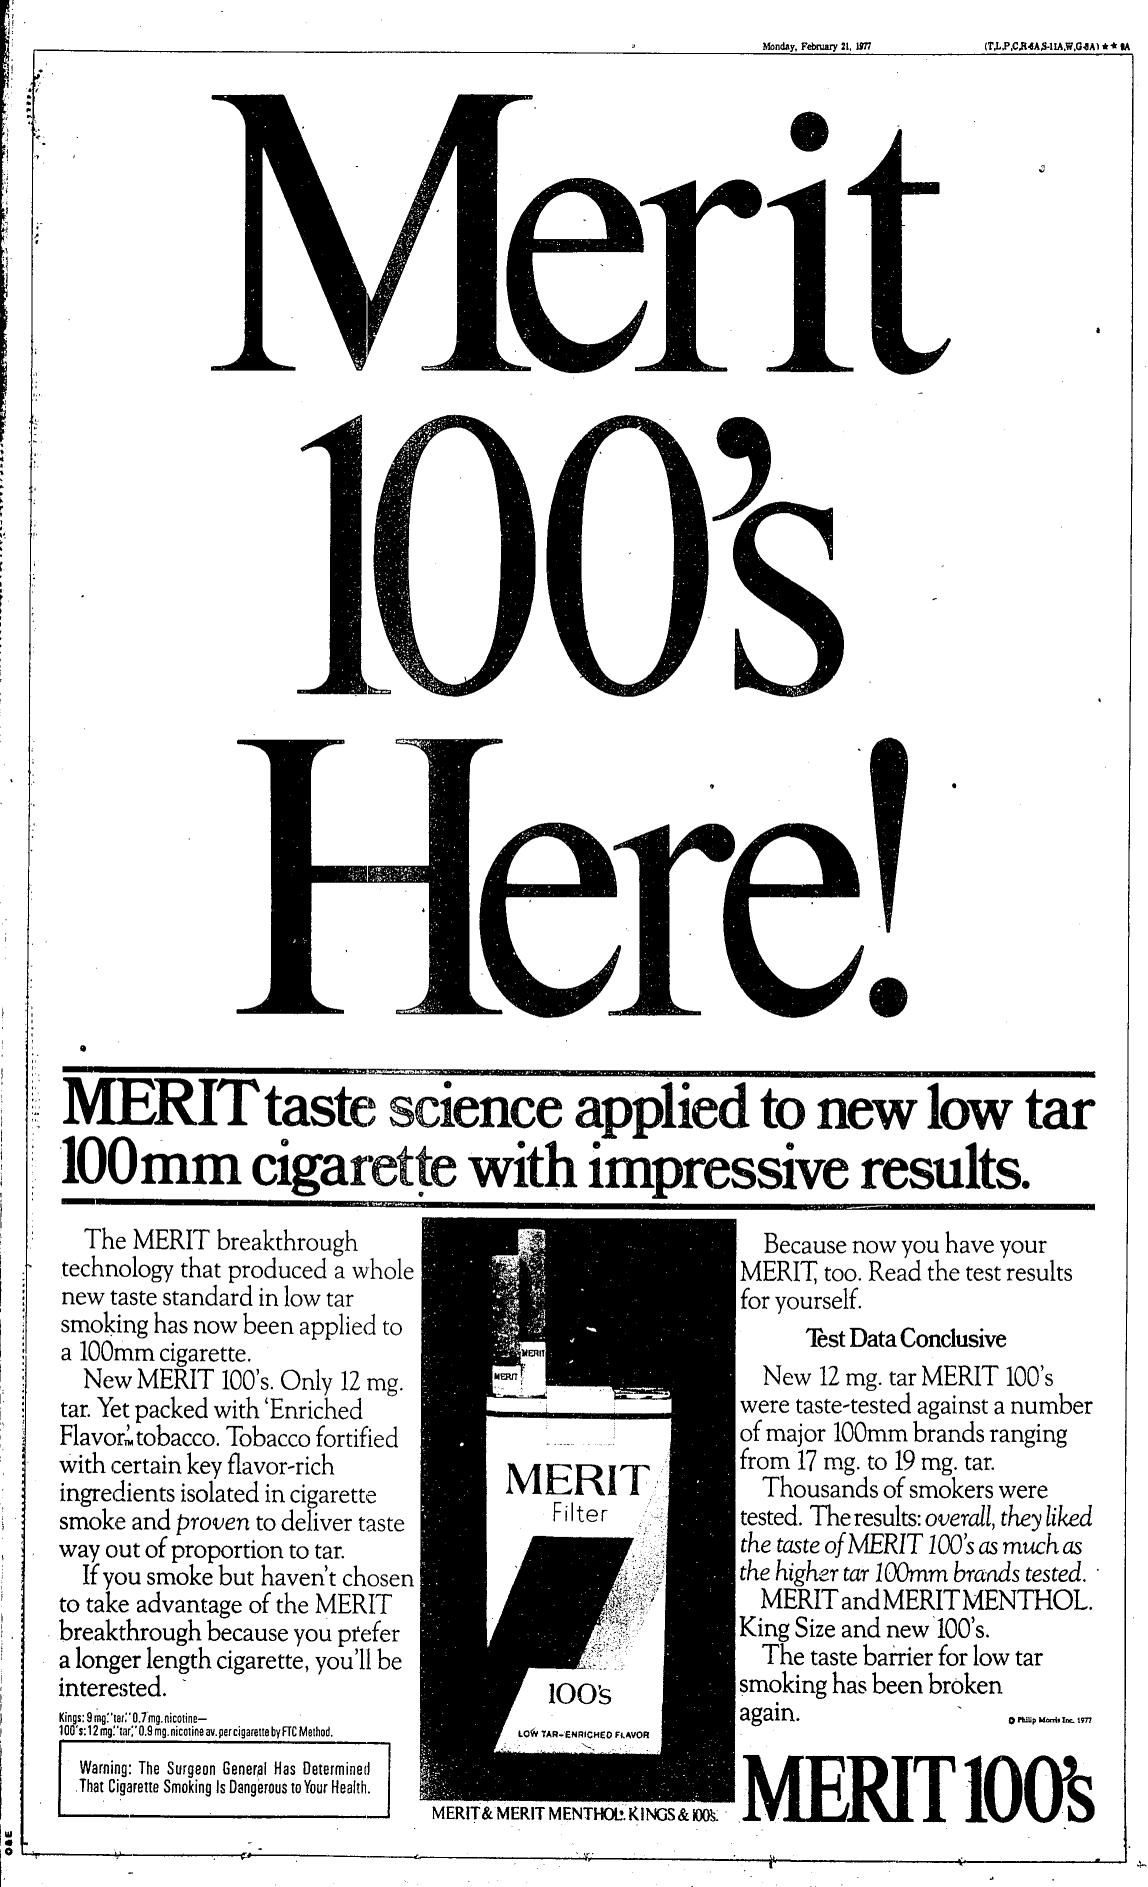 Monday, February 21, 1977
(T,L,P,C,R-6A,S-11A,W,G-8A) ★ ★ 9A
Merit
100's
Here!
MERIT taste science applied to new low tar
100mm cigarette with impressive results.
The MERIT breakthrough
technology that produced a whole
new taste standard in low tar
smoking has now been applied to
a 100mm cigarette.
New MERIT 100's. Only 12 mg.
tar. Yet packed with 'Enriched
Flavor'™ tobacco. Tobacco fortified
with certain key flavor-rich
ingredients isolated in cigarette
smoke and proven to deliver taste
way out of proportion to tar.
If you smoke but haven't chosen
to take advantage of the MERIT
breakthrough because you prefer
a longer length cigarette, you'll be
interested.
Kings: 9 mg. "tar," 0.7 mg. nicotine—
100's: 12 mg. "tar," 0.9 mg. nicotine av. per cigarette by FTC Method.
Warning: The Surgeon General Has Determined
That Cigarette Smoking Is Dangerous to Your Health.
MERIT
MERIT
MERIT
Filter
100's
LOW TAR-ENRICHED FLAVOR
MERIT & MERIT MENTHOL. KINGS & 100's.
Because now you have your
MERIT, too. Read the test results
for yourself.
Test Data Conclusive
New 12 mg. tar MERIT 100's
were taste-tested against a number
of major 100mm brands ranging
from 17 mg. to 19 mg. tar.
Thousands of smokers were
tested. The results: overall, they liked
the taste of MERIT 100's as much as
the higher tar 100mm brands tested.
MERIT and MERIT MENTHOL.
King Size and new 100's.
The taste barrier for low tar
smoking has been broken
again.
© Philip Morris Inc. 1977
MERIT 100's
O&E